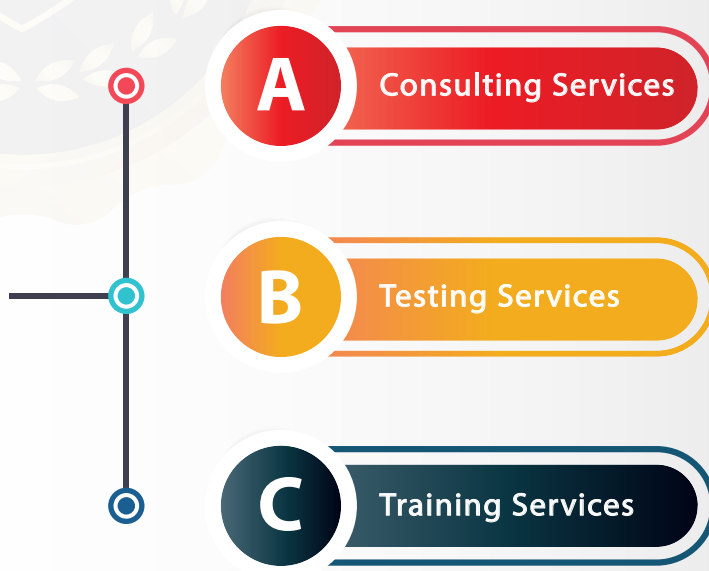 A
Consulting Services
B
Testing Services
C
Training Services